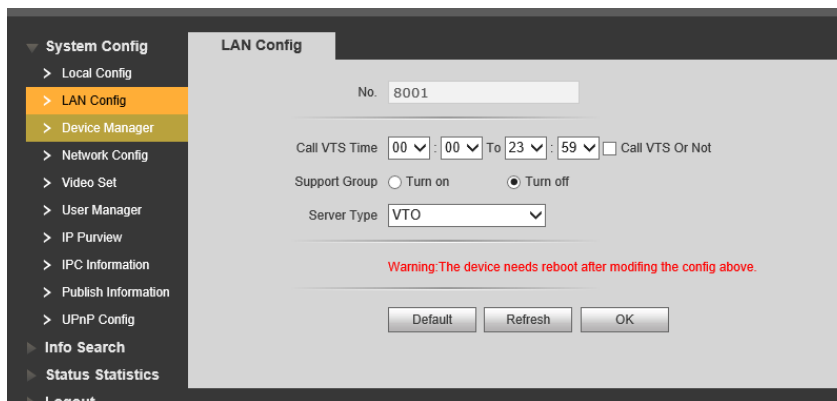 System Config
Local Config
LAN Config
Device Manager
Network Config
Video Set
User Manager
IP Purview
IPC Information
Publish Information
UPnP Config
Info Search
Status Statistics
Logout
LAN Config
No. 8001
Call VTS Time 00 : 00 To 23 : 59 Call VTS Or Not
Support Group Turn on Turn off
Server Type VTO
Warning:The device needs reboot after modifing the config above.
Default Refresh OK